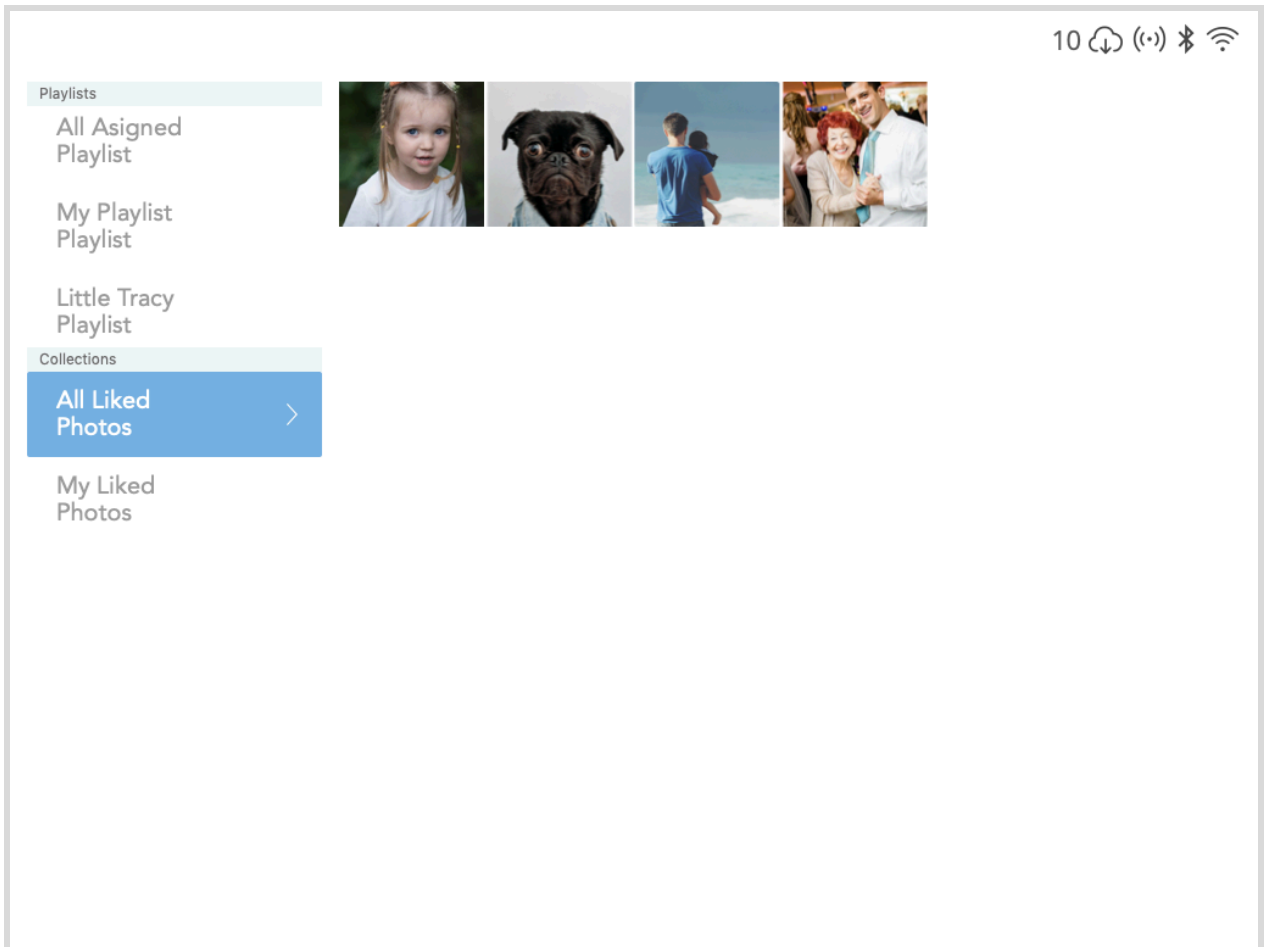 10
Playlists
All Asigned
Playlist
My Playlist
Playlist
Little Tracy
Playlist
Collections
All Liked
Photos
My Liked
Photos